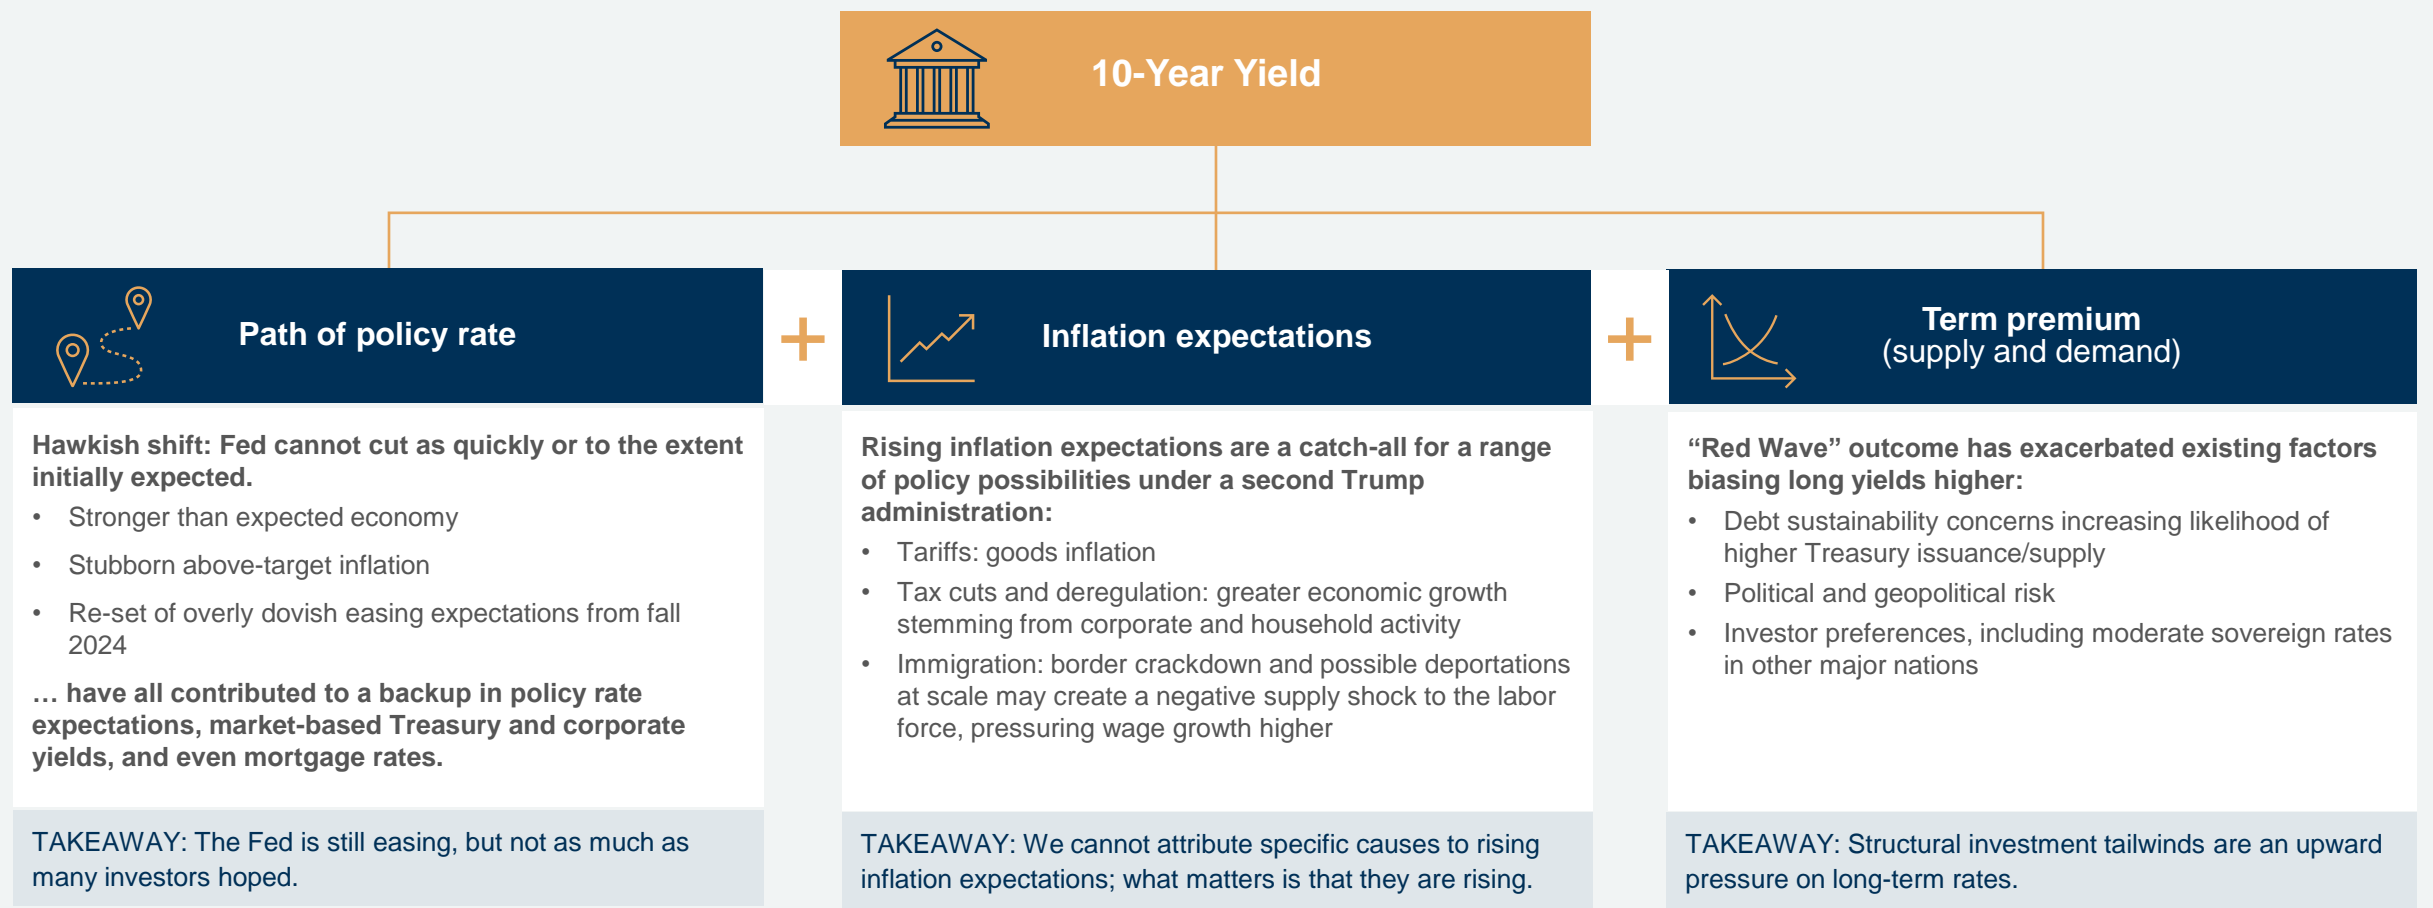 10-Year Yield
Path of policy rate
+
Inflation expectations
+
Term premium
(supply and demand)
Hawkish shift: Fed cannot cut as quickly or to the extent
initially expected.
• Stronger than expected economy
• Stubborn above-target inflation
• Re-set of overly dovish easing expectations from fall
2024
… have all contributed to a backup in policy rate
expectations, market-based Treasury and corporate
yields, and even mortgage rates.
TAKEAWAY: The Fed is still easing, but not as much as
many investors hoped.
Rising inflation expectations are a catch-all for a range
of policy possibilities under a second Trump
administration:
• Tariffs: goods inflation
• Tax cuts and deregulation: greater economic growth
stemming from corporate and household activity
• Immigration: border crackdown and possible deportations
at scale may create a negative supply shock to the labor
force, pressuring wage growth higher
TAKEAWAY: We cannot attribute specific causes to rising
inflation expectations; what matters is that they are rising.
“Red Wave” outcome has exacerbated existing factors
biasing long yields higher:
• Debt sustainability concerns increasing likelihood of
higher Treasury issuance/supply
• Political and geopolitical risk
• Investor preferences, including moderate sovereign rates
in other major nations
TAKEAWAY: Structural investment tailwinds are an upward
pressure on long-term rates.